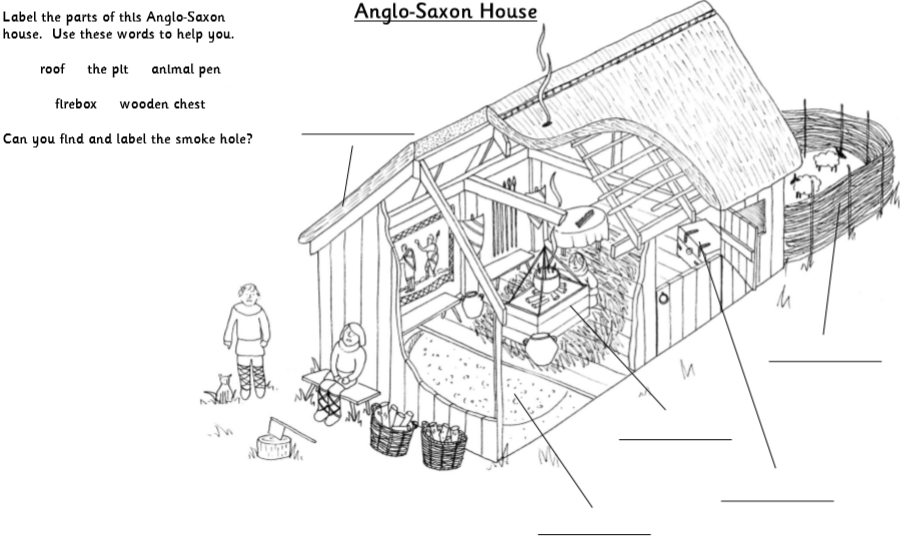 Anglo-Saxon House
Label the parts of this Anglo-Saxon
house. Use these words to help you.
roof the pit animal pen
firebox wooden chest
Can you find and label the smoke hole?